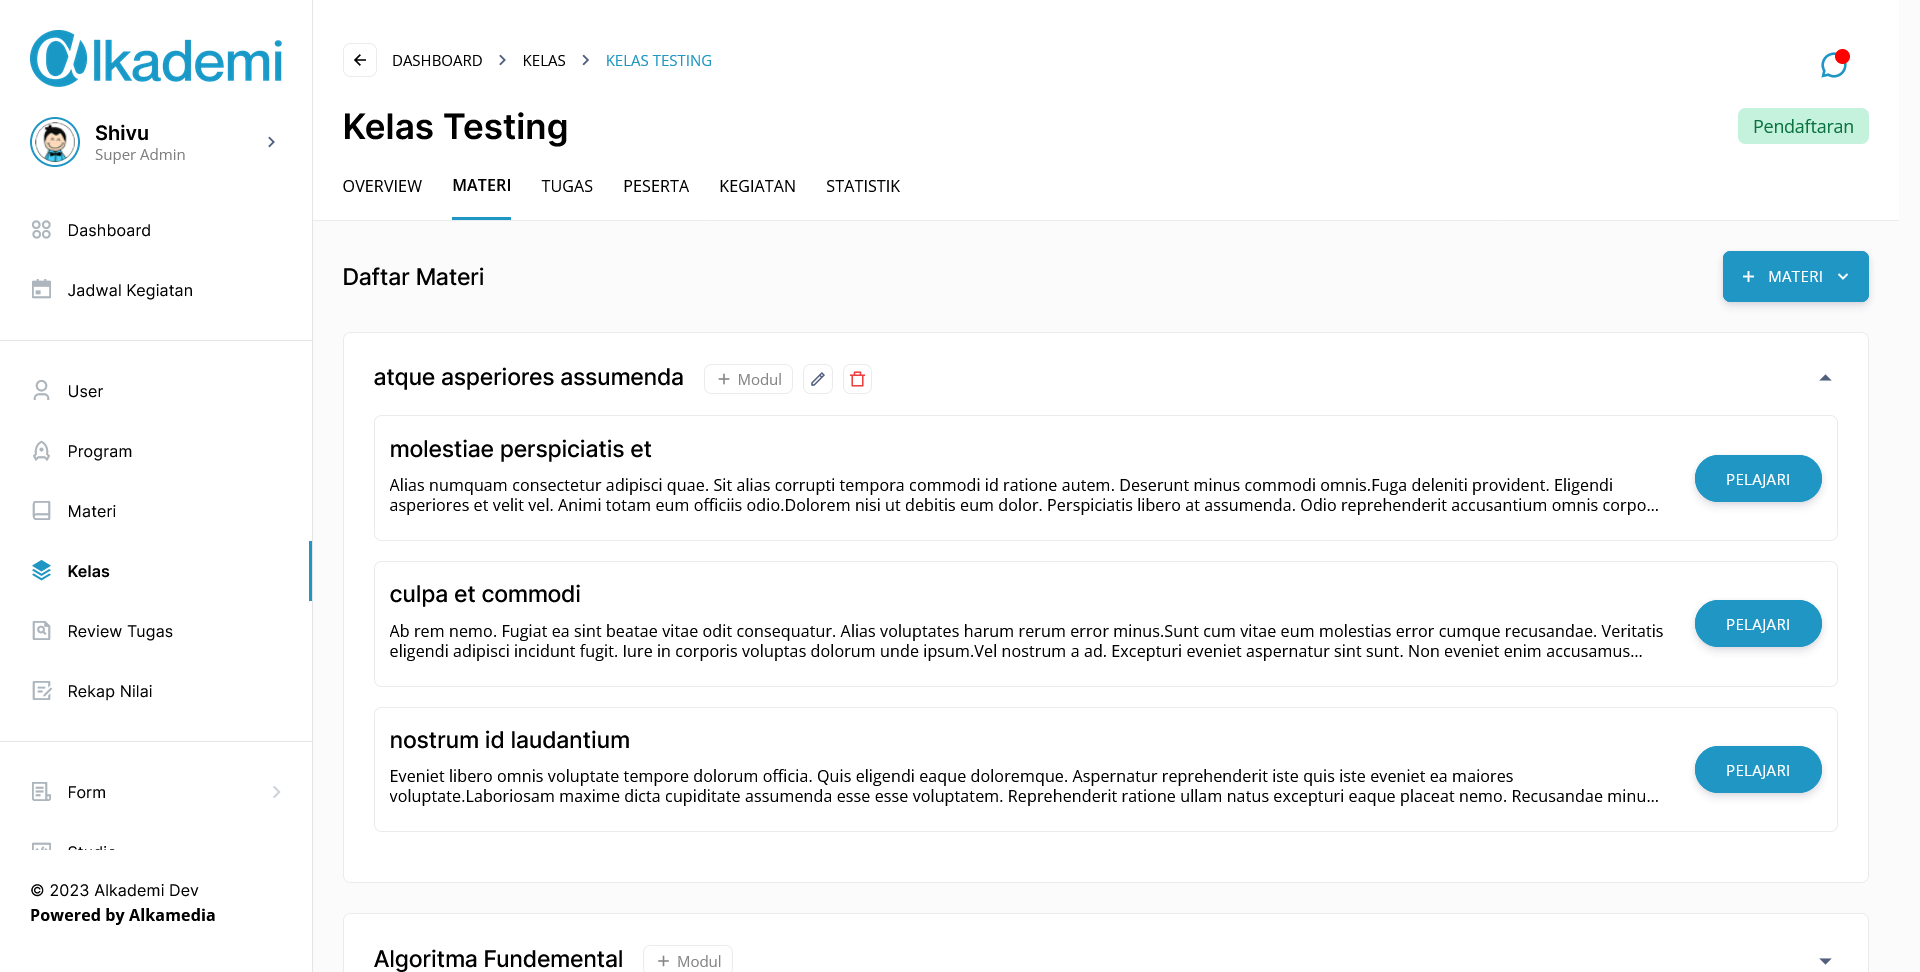 Alkademi
Shivu
Super Admin
Dashboard
Jadwal Kegiatan
User
Program
Materi
Kelas
Review Tugas
Rekap Nilai
Form
© 2023 Alkademi Dev
Powered by Alkamedia
DASHBOARD > KELAS > KELAS TESTING
Kelas Testing
Pendaftaran
OVERVIEW MATERI TUGAS PESERTA KEGIATAN STATISTIK
Daftar Materi
+ MATERI
atque asperiores assumenda + Modul
molestiae perspiciatis et
Alias numquam consectetur adipisci quae. Sit alias corrupti tempora commodi id ratione autem. Deserunt minus commodi omnis.Fuga deleniti provident. Eligendi
asperiores et velit vel. Animi totam eum officiis odio.Dolorem nisi ut debitis eum dolor. Perspiciatis libero at assumenda. Odio reprehenderit accusantium omnis corpo...
PELAJARI
culpa et commodi
Ab rem nemo. Fugiat ea sint beatae vitae odit consequatur. Alias voluptates harum rerum error minus.Sunt cum vitae eum molestias error cumque recusandae. Veritatis
eligendi adipisci incidunt fugit. Iure in corporis voluptas dolorum unde ipsum.Vel nostrum a ad. Excepturi eveniet aspernatur sint sunt. Non eveniet enim accusamus...
PELAJARI
nostrum id laudantium
Eveniet libero omnis voluptate tempore dolorum officia. Quis eligendi eaque doloremque. Aspernatur reprehenderit iste quis iste eveniet ea maiores
voluptate.Laboriosam maxime dicta cupiditate assumenda esse esse voluptatem. Reprehenderit ratione ullam natus excepturi eaque placeat nemo. Recusandae minu...
PELAJARI
Algoritma Fundemental + Modul